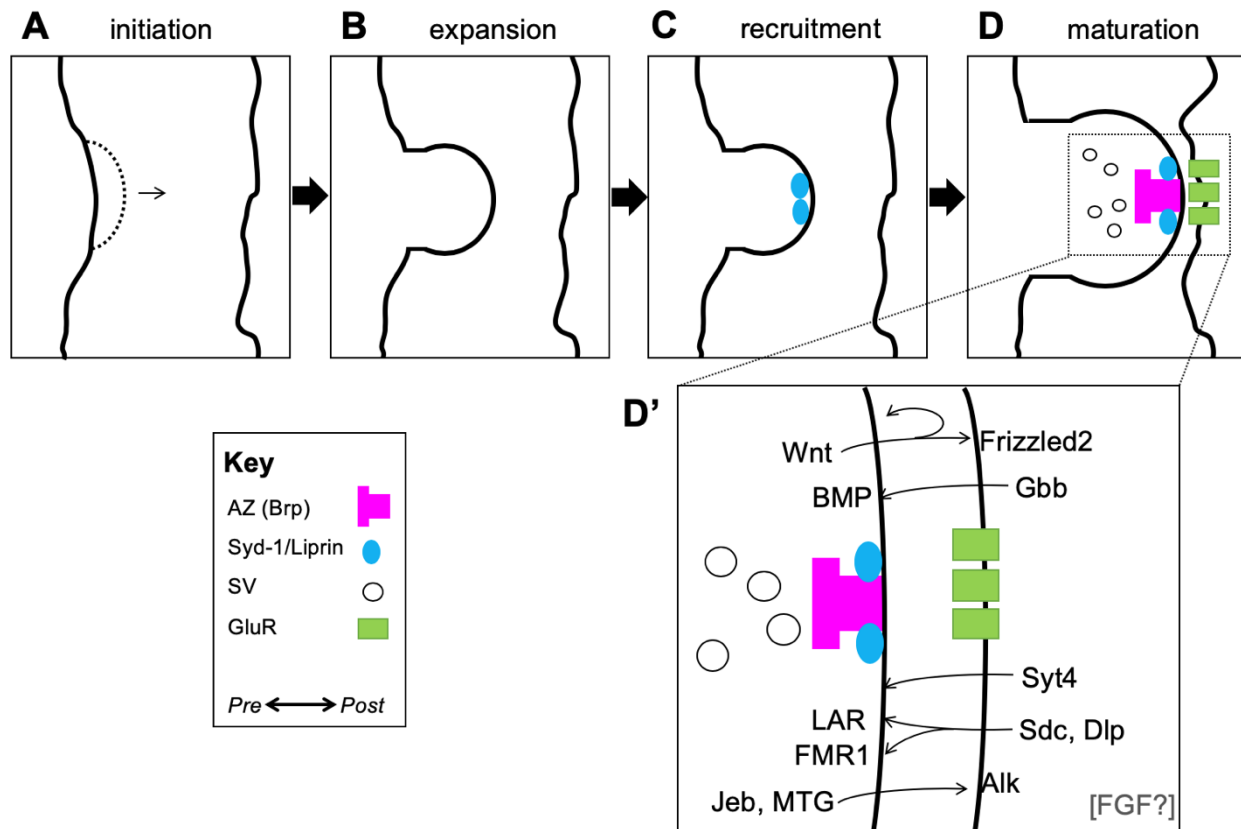 A initiation
B expansion
C recruitment
D maturation
D’
Wnt
Frizzled2
BMP
Gbb
Syt4
LAR
Sdc, Dlp
FMR1
Jeb, MTG
Alk
[FGF?]
Key
AZ (Brp)
Syd-1/Liprin
SV
GluR
Pre
Post